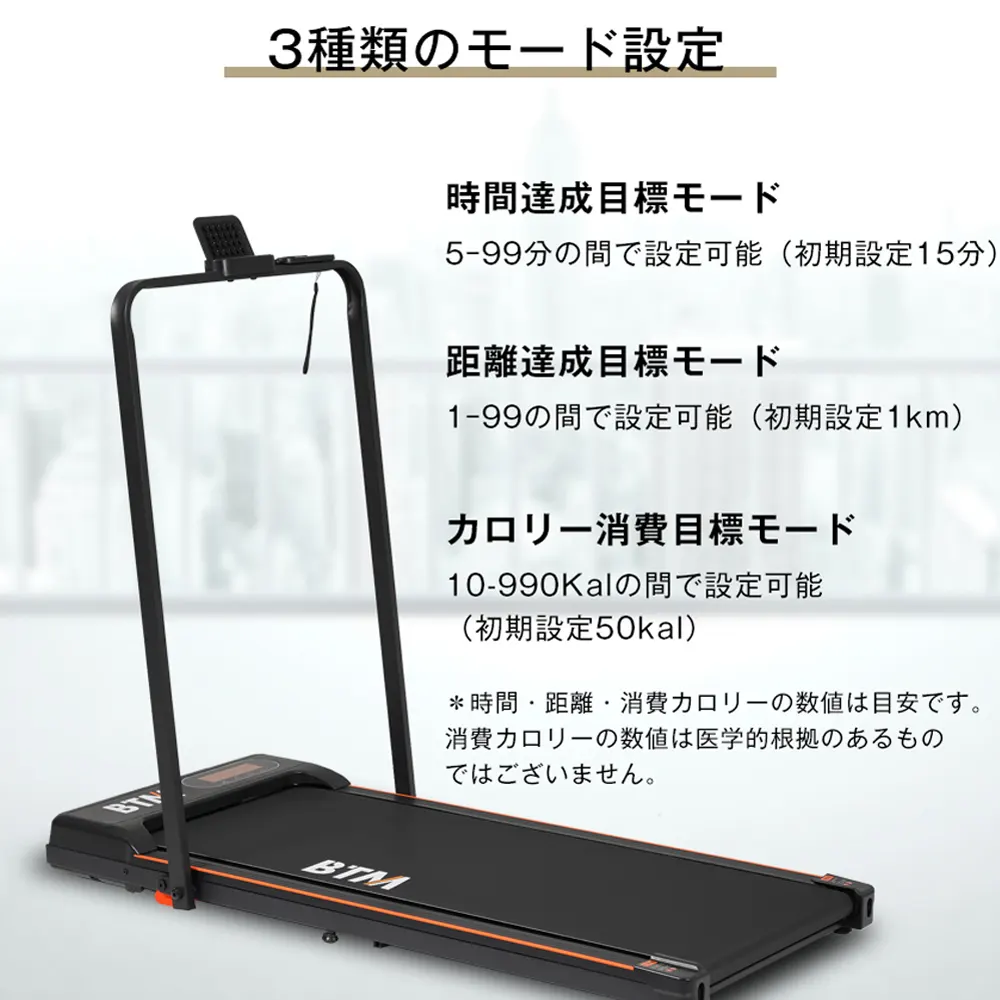 3種類のモード設定
時間達成目標モード
5-99分の間で設定可能（初期設定15分）
距離達成目標モード
1-99の間で設定可能（初期設定1km）
カロリー消費目標モード
10-990Kalの間で設定可能
（初期設定50kal）
＊時間・距離・消費カロリーの数値は目安です。
消費カロリーの数値は医学的根拠のあるもの
ではございません。
BTM
BTM